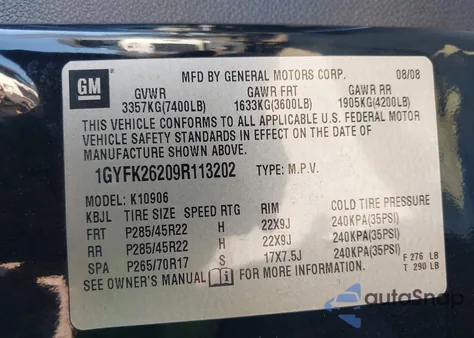 GM
MFD BY GENERAL MOTORS CORP. 08/08
GVWR GAWR FRT GAWR RR
3357KG(7400LB) 1633KG(3600LB) 1905KG(4200LB)
THIS VEHICLE CONFORMS TO ALL APPLICABLE U.S. FEDERAL MOTOR
VEHICLE SAFETY STANDARDS IN EFFECT ON THE DATE OF
MANUFACTURE SHOWN ABOVE.
1GYFK26209R113202 TYPE: M.P.V.
MODEL: K10906
KBJL TIRE SIZE SPEED RTG RIM COLD TIRE PRESSURE
FRT P285/45R22 H 22X9J 240KPA(35PSI)
RR P285/45R22 H 22X9J 240KPA(35PSI)
SPA P265/70R17 S 17X7.5J 240KPA(35PSI)
SEE OWNER'S MANUAL FOR MORE INFORMATION.
F 276 LB
T 290 LB
autoSnap